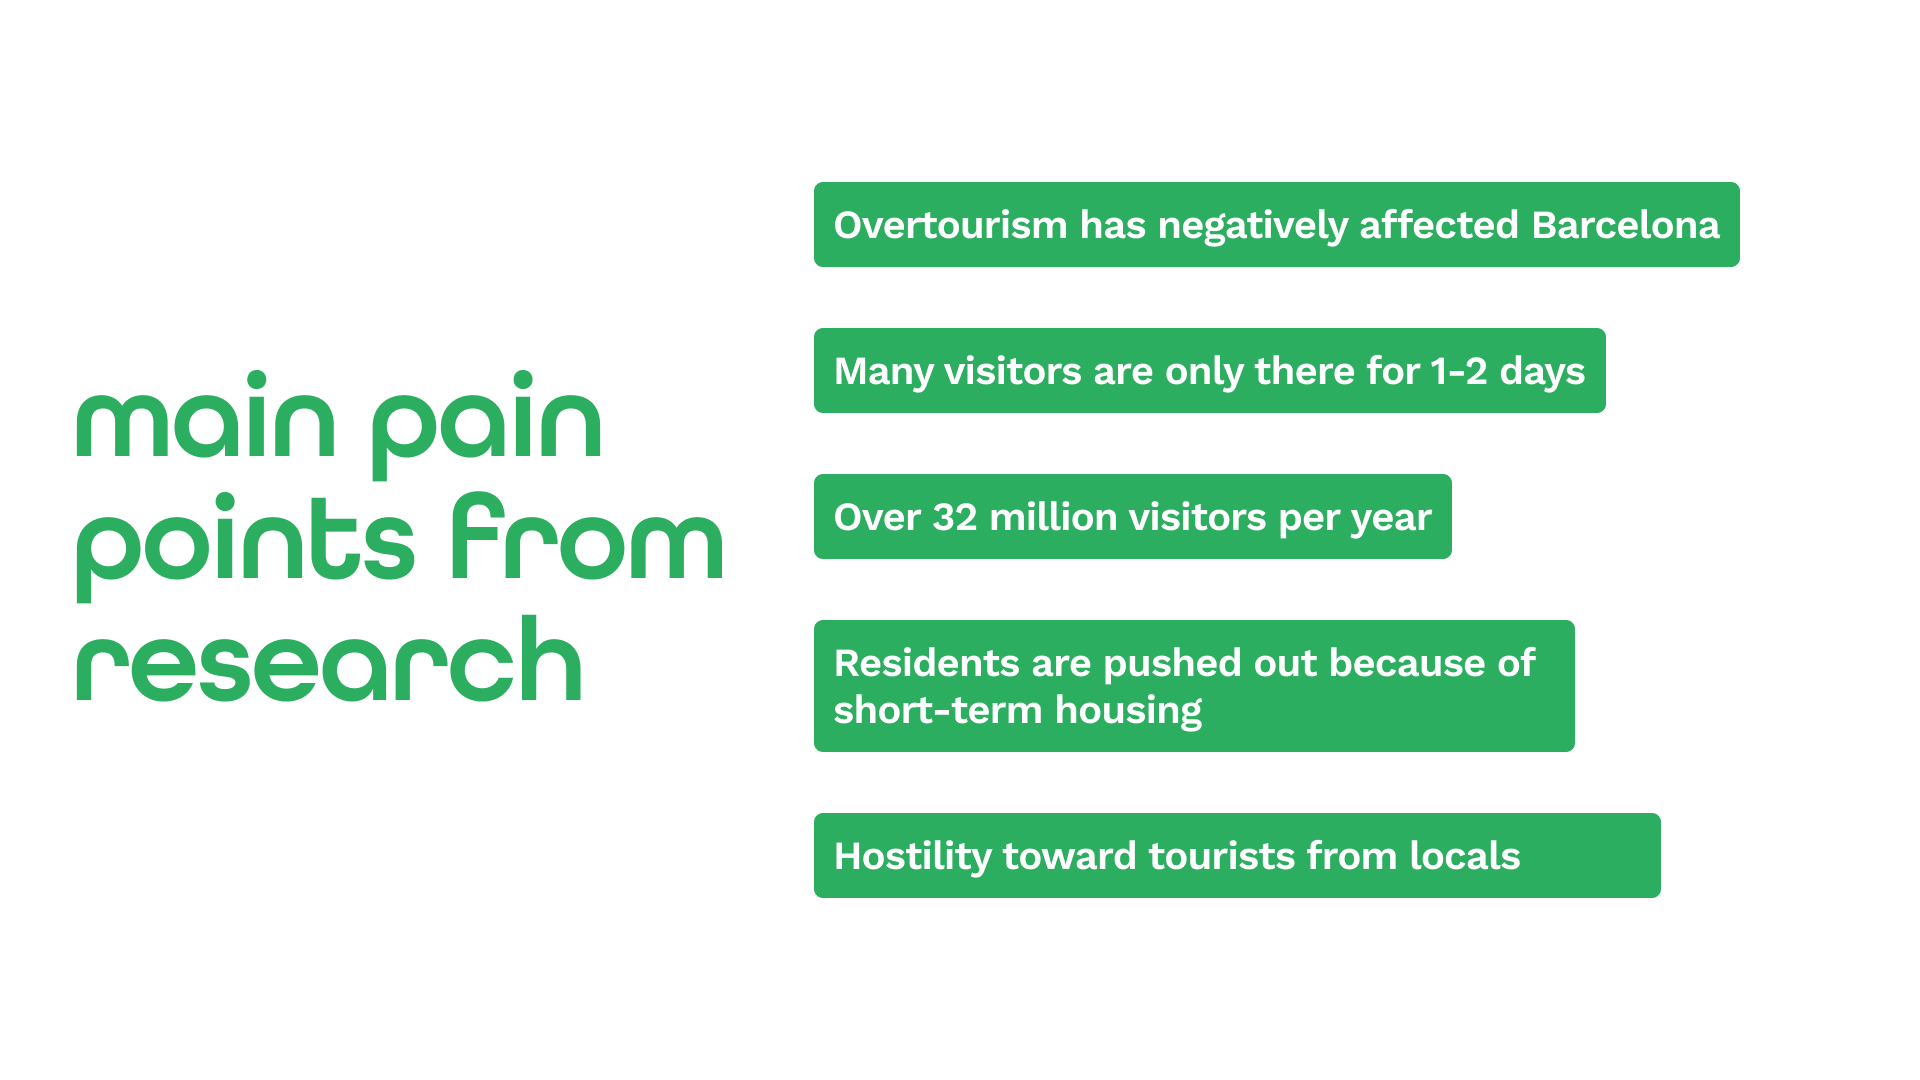 main pain
points from
research
Overtourism has negatively affected Barcelona
Many visitors are only there for 1-2 days
Over 32 million visitors per year
Residents are pushed out because of
short-term housing
Hostility toward tourists from locals